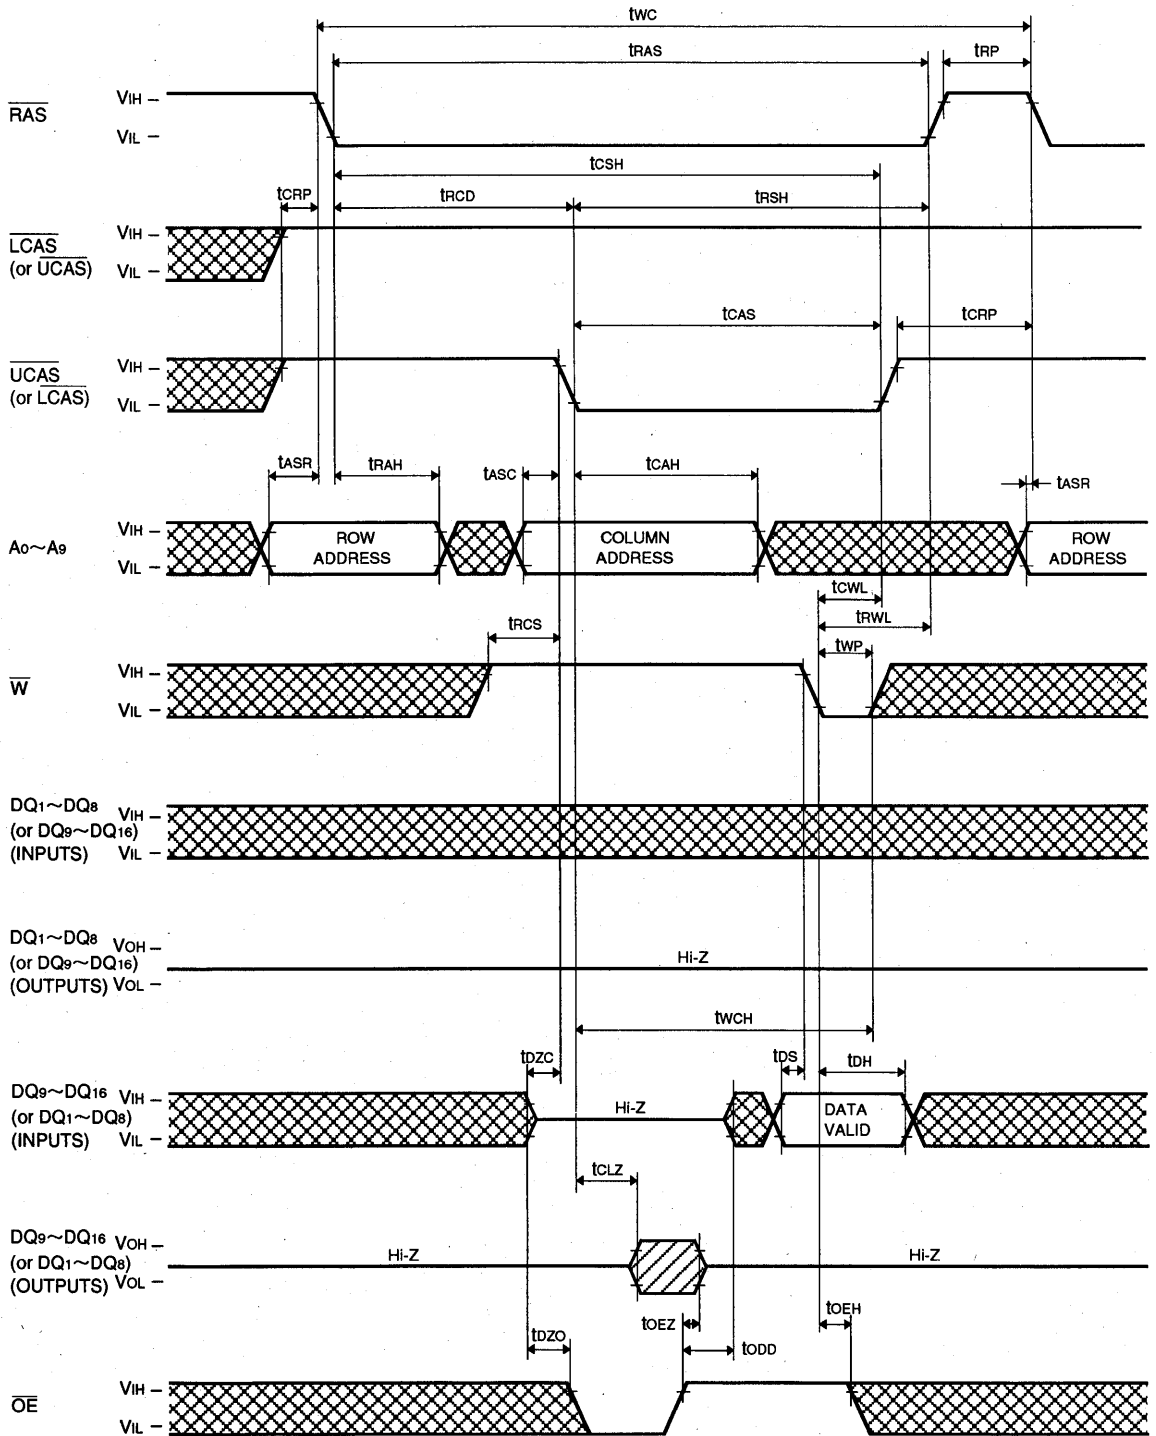 tWC
tRAS
tRP
RAS
VIH
VIL
tCSH
tCRP
tRCD
tRSH
LCAS
(or UCAS)
VIH
VIL
tCAS
tCRP
UCAS
(or LCAS)
VIH
VIL
tASR
tRAH
tASC
tCAH
tASR
A0~A9
VIH
VIL
ROW
ADDRESS
COLUMN
ADDRESS
ROW
ADDRESS
tCWL
tRWL
tRCS
tWP
W
VIH
VIL
DQ1~DQ8
(or DQ9~DQ16)
(INPUTS)
VIH
VIL
DQ1~DQ8
(or DQ9~DQ16)
(OUTPUTS)
VOH
VOL
Hi-Z
tWCH
tDZC
tDS
tDH
DQ9~DQ16
(or DQ1~DQ8)
(INPUTS)
VIH
VIL
Hi-Z
DATA
VALID
tCLZ
DQ9~DQ16
(or DQ1~DQ8)
(OUTPUTS)
VOH
VOL
Hi-Z
Hi-Z
tDZO
tOEZ
tODD
tOEH
OE
VIH
VIL